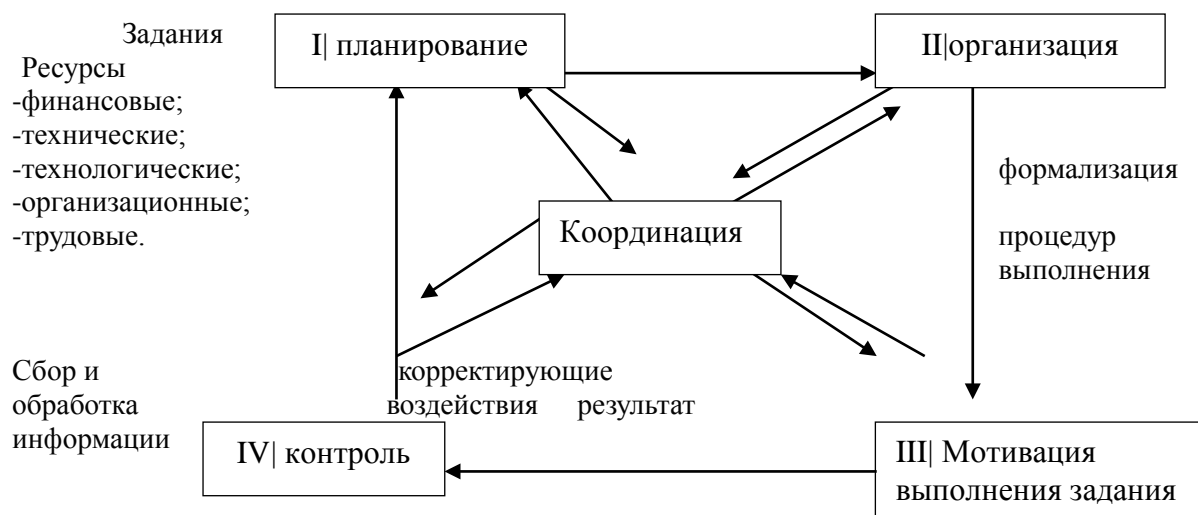 Задания
I| планирование
II|организация
Ресурсы
-финансовые;
-технические;
-технологические;
-организационные;
-трудовые.
формализация
процедур
выполнения
Координация
Сбор и
обработка
информации
корректирующие
воздействия результат
IV| контроль
III| Мотивация
выполнения задания